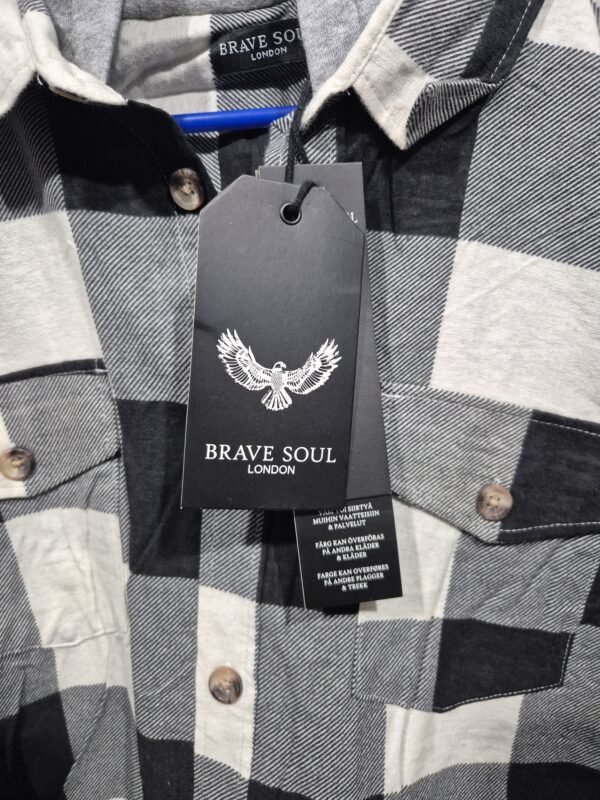 BRAVE SOU
LONDON
L
BRAVE SOUL
LONDON
MUIHIN VAATTEISIIN
& PALVELUT
FÄRG KAN ÖVERFÖRAS
PÅ ANDRA KLÄDER
& KLÄDER
FARGE KAN OVERFØRES
PÅ ANDRE PLAGGER
& TREKK